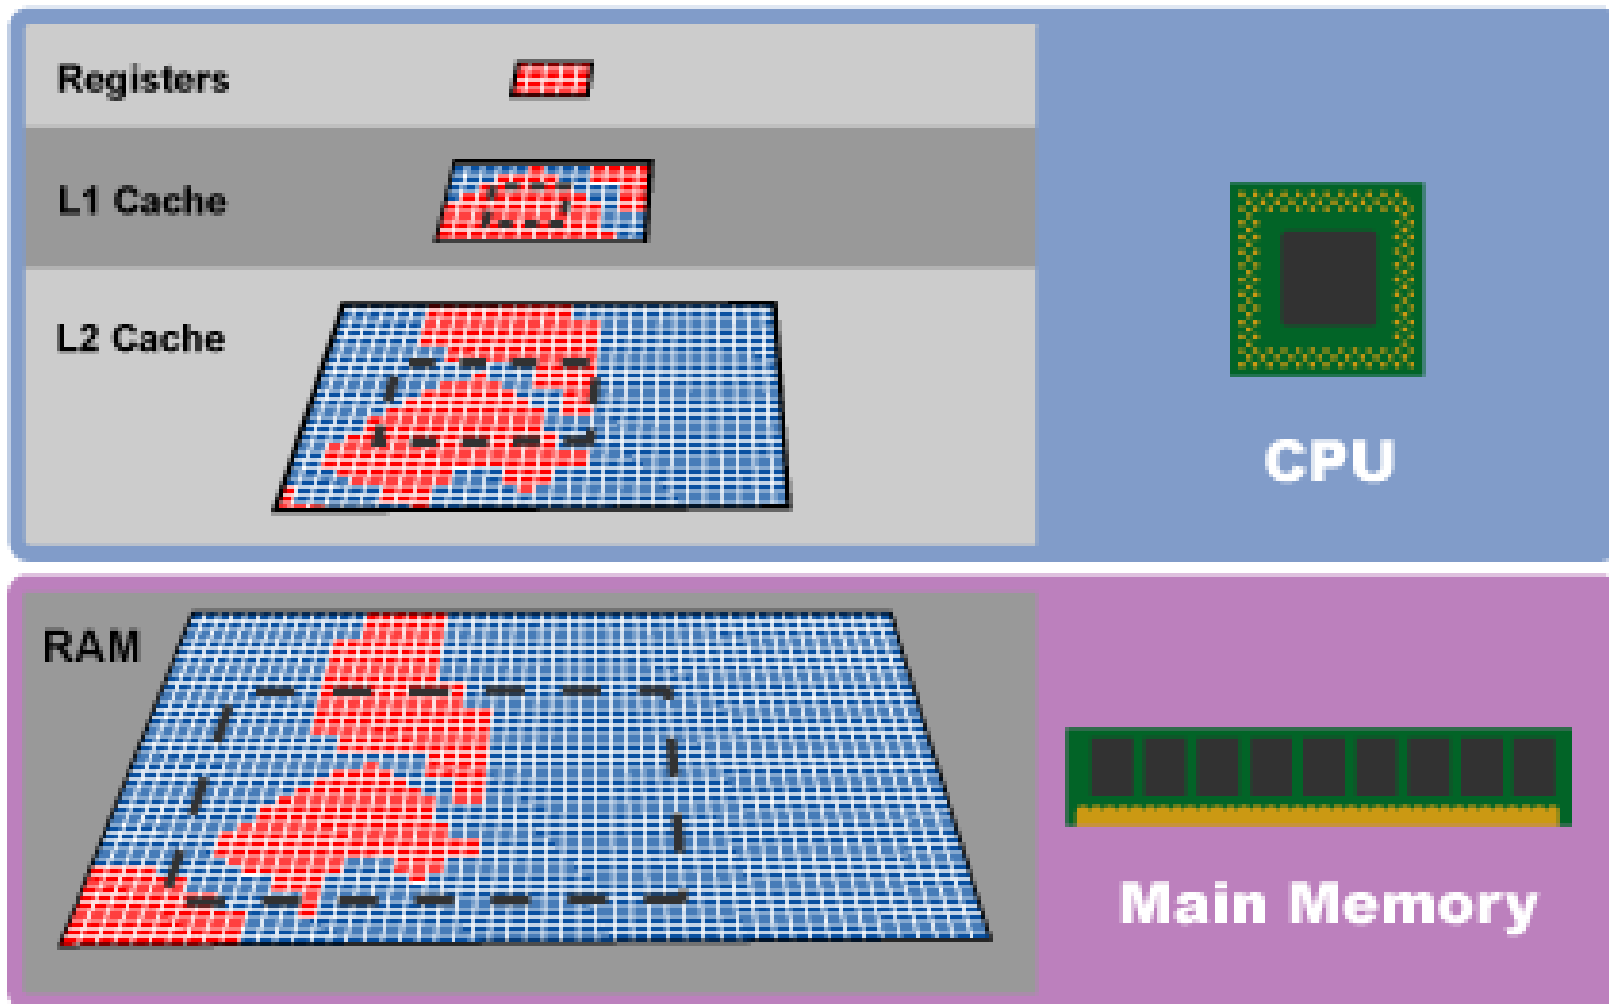 Registers
L1 Cache
L2 Cache
CPU
RAM
Main Memory